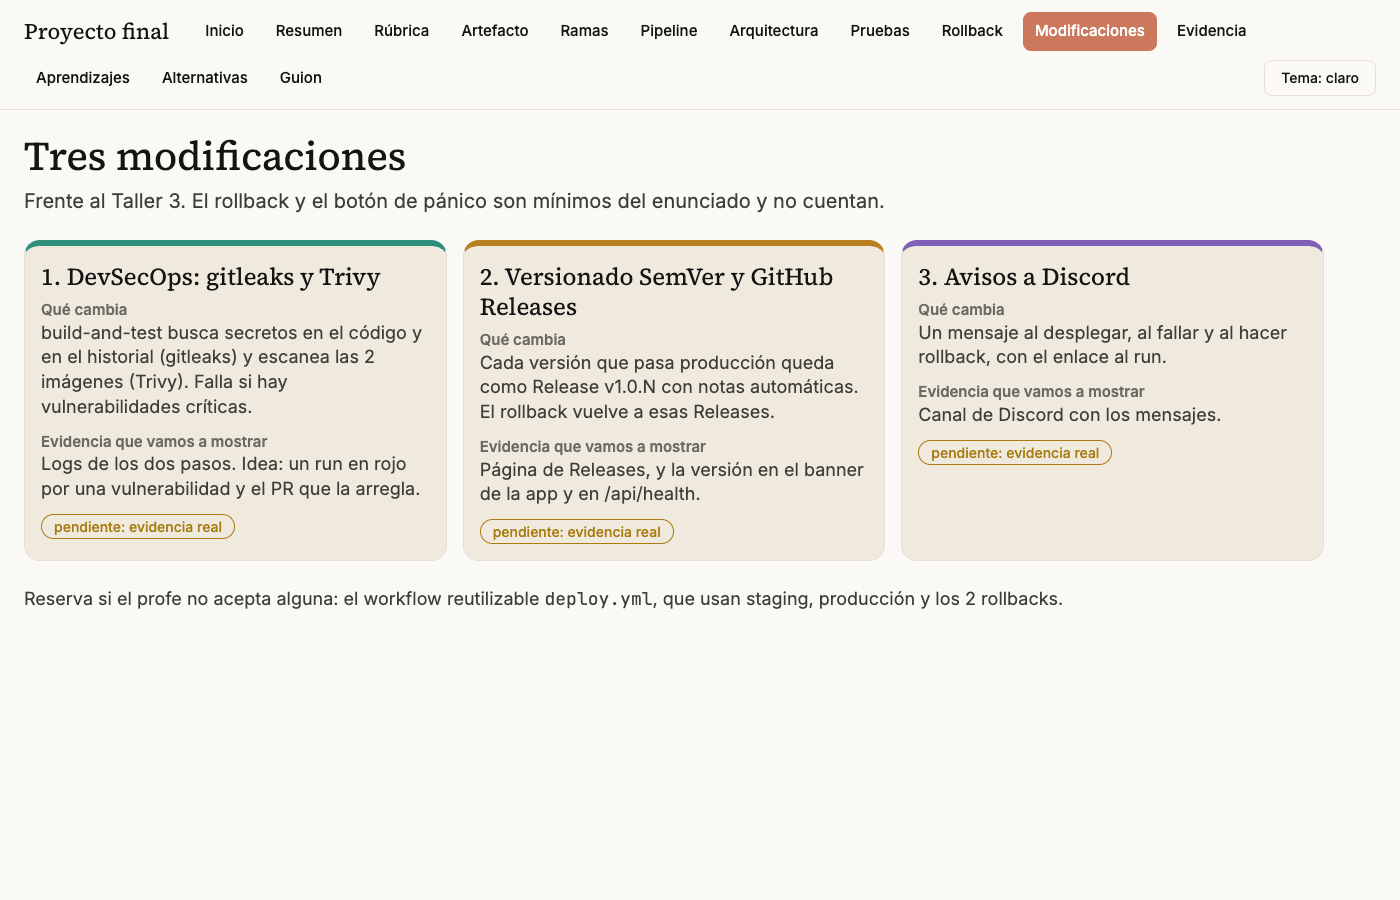 Proyecto final
Inicio
Resumen
Rúbrica
Artefacto
Ramas
Pipeline
Arquitectura
Pruebas
Rollback
Modificaciones
Evidencia
Aprendizajes
Alternativas
Guion
Tema: claro
Tres modificaciones
Frente al Taller 3. El rollback y el botón de pánico son mínimos del enunciado y no cuentan.
1. DevSecOps: gitleaks y Trivy
Qué cambia
build-and-test busca secretos en el código y
en el historial (gitleaks) y escanea las 2
imágenes (Trivy). Falla si hay
vulnerabilidades críticas.
Evidencia que vamos a mostrar
Logs de los dos pasos. Idea: un run en rojo
por una vulnerabilidad y el PR que la arregla.
pendiente: evidencia real
2. Versionado SemVer y GitHub
Releases
Qué cambia
Cada versión que pasa producción queda
como Release v1.0.N con notas automáticas.
El rollback vuelve a esas Releases.
Evidencia que vamos a mostrar
Página de Releases, y la versión en el banner
de la app y en /api/health.
pendiente: evidencia real
3. Avisos a Discord
Qué cambia
Un mensaje al desplegar, al fallar y al hacer
rollback, con el enlace al run.
Evidencia que vamos a mostrar
Canal de Discord con los mensajes.
pendiente: evidencia real
Reserva si el profe no acepta alguna: el workflow reutilizable deploy.yml, que usan staging, producción y los 2 rollbacks.